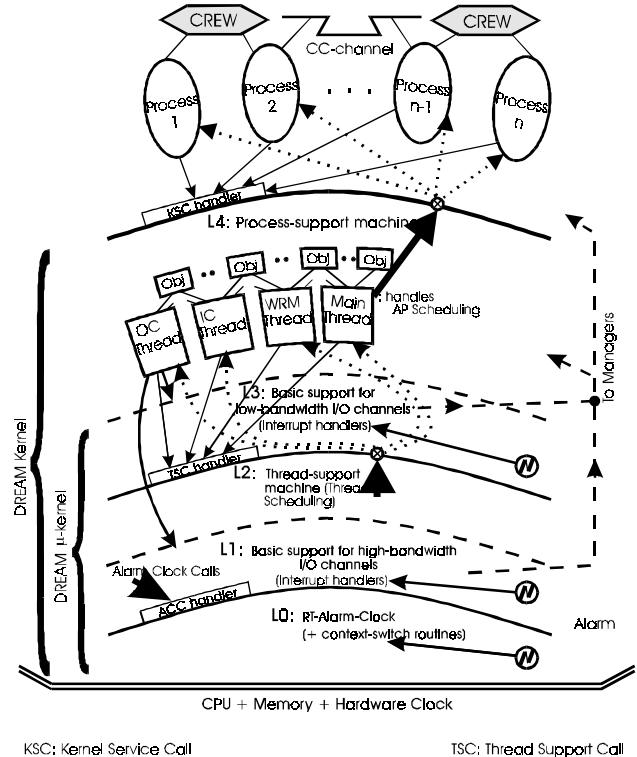 CREW
CREW
CC-channel
Process
1
Process
2
. . .
Process
n-1
Process
n
KSC handler
L4: Process-support machine
Obj
Obj
Obj
Obj
OC
Thread
IC
Thread
WRM
Thread
Main
Thread
: handles
AP Scheduling
To Managers
L3: Basic support for
low-bandwidth I/O channels
(Interrupt handlers)
TSC handler
L2: Thread-support
machine (Thread
Scheduling)
DREAM Kernel
DREAM μ-kernel
L1: Basic support for high-bandwidth
I/O channels
(Interrupt handlers)
Alarm Clock Calls
ACC handler
L0: RT-Alarm-Clock
(+ context-switch routines)
Alarm
CPU + Memory + Hardware Clock
KSC: Kernel Service Call
TSC: Thread Support Call